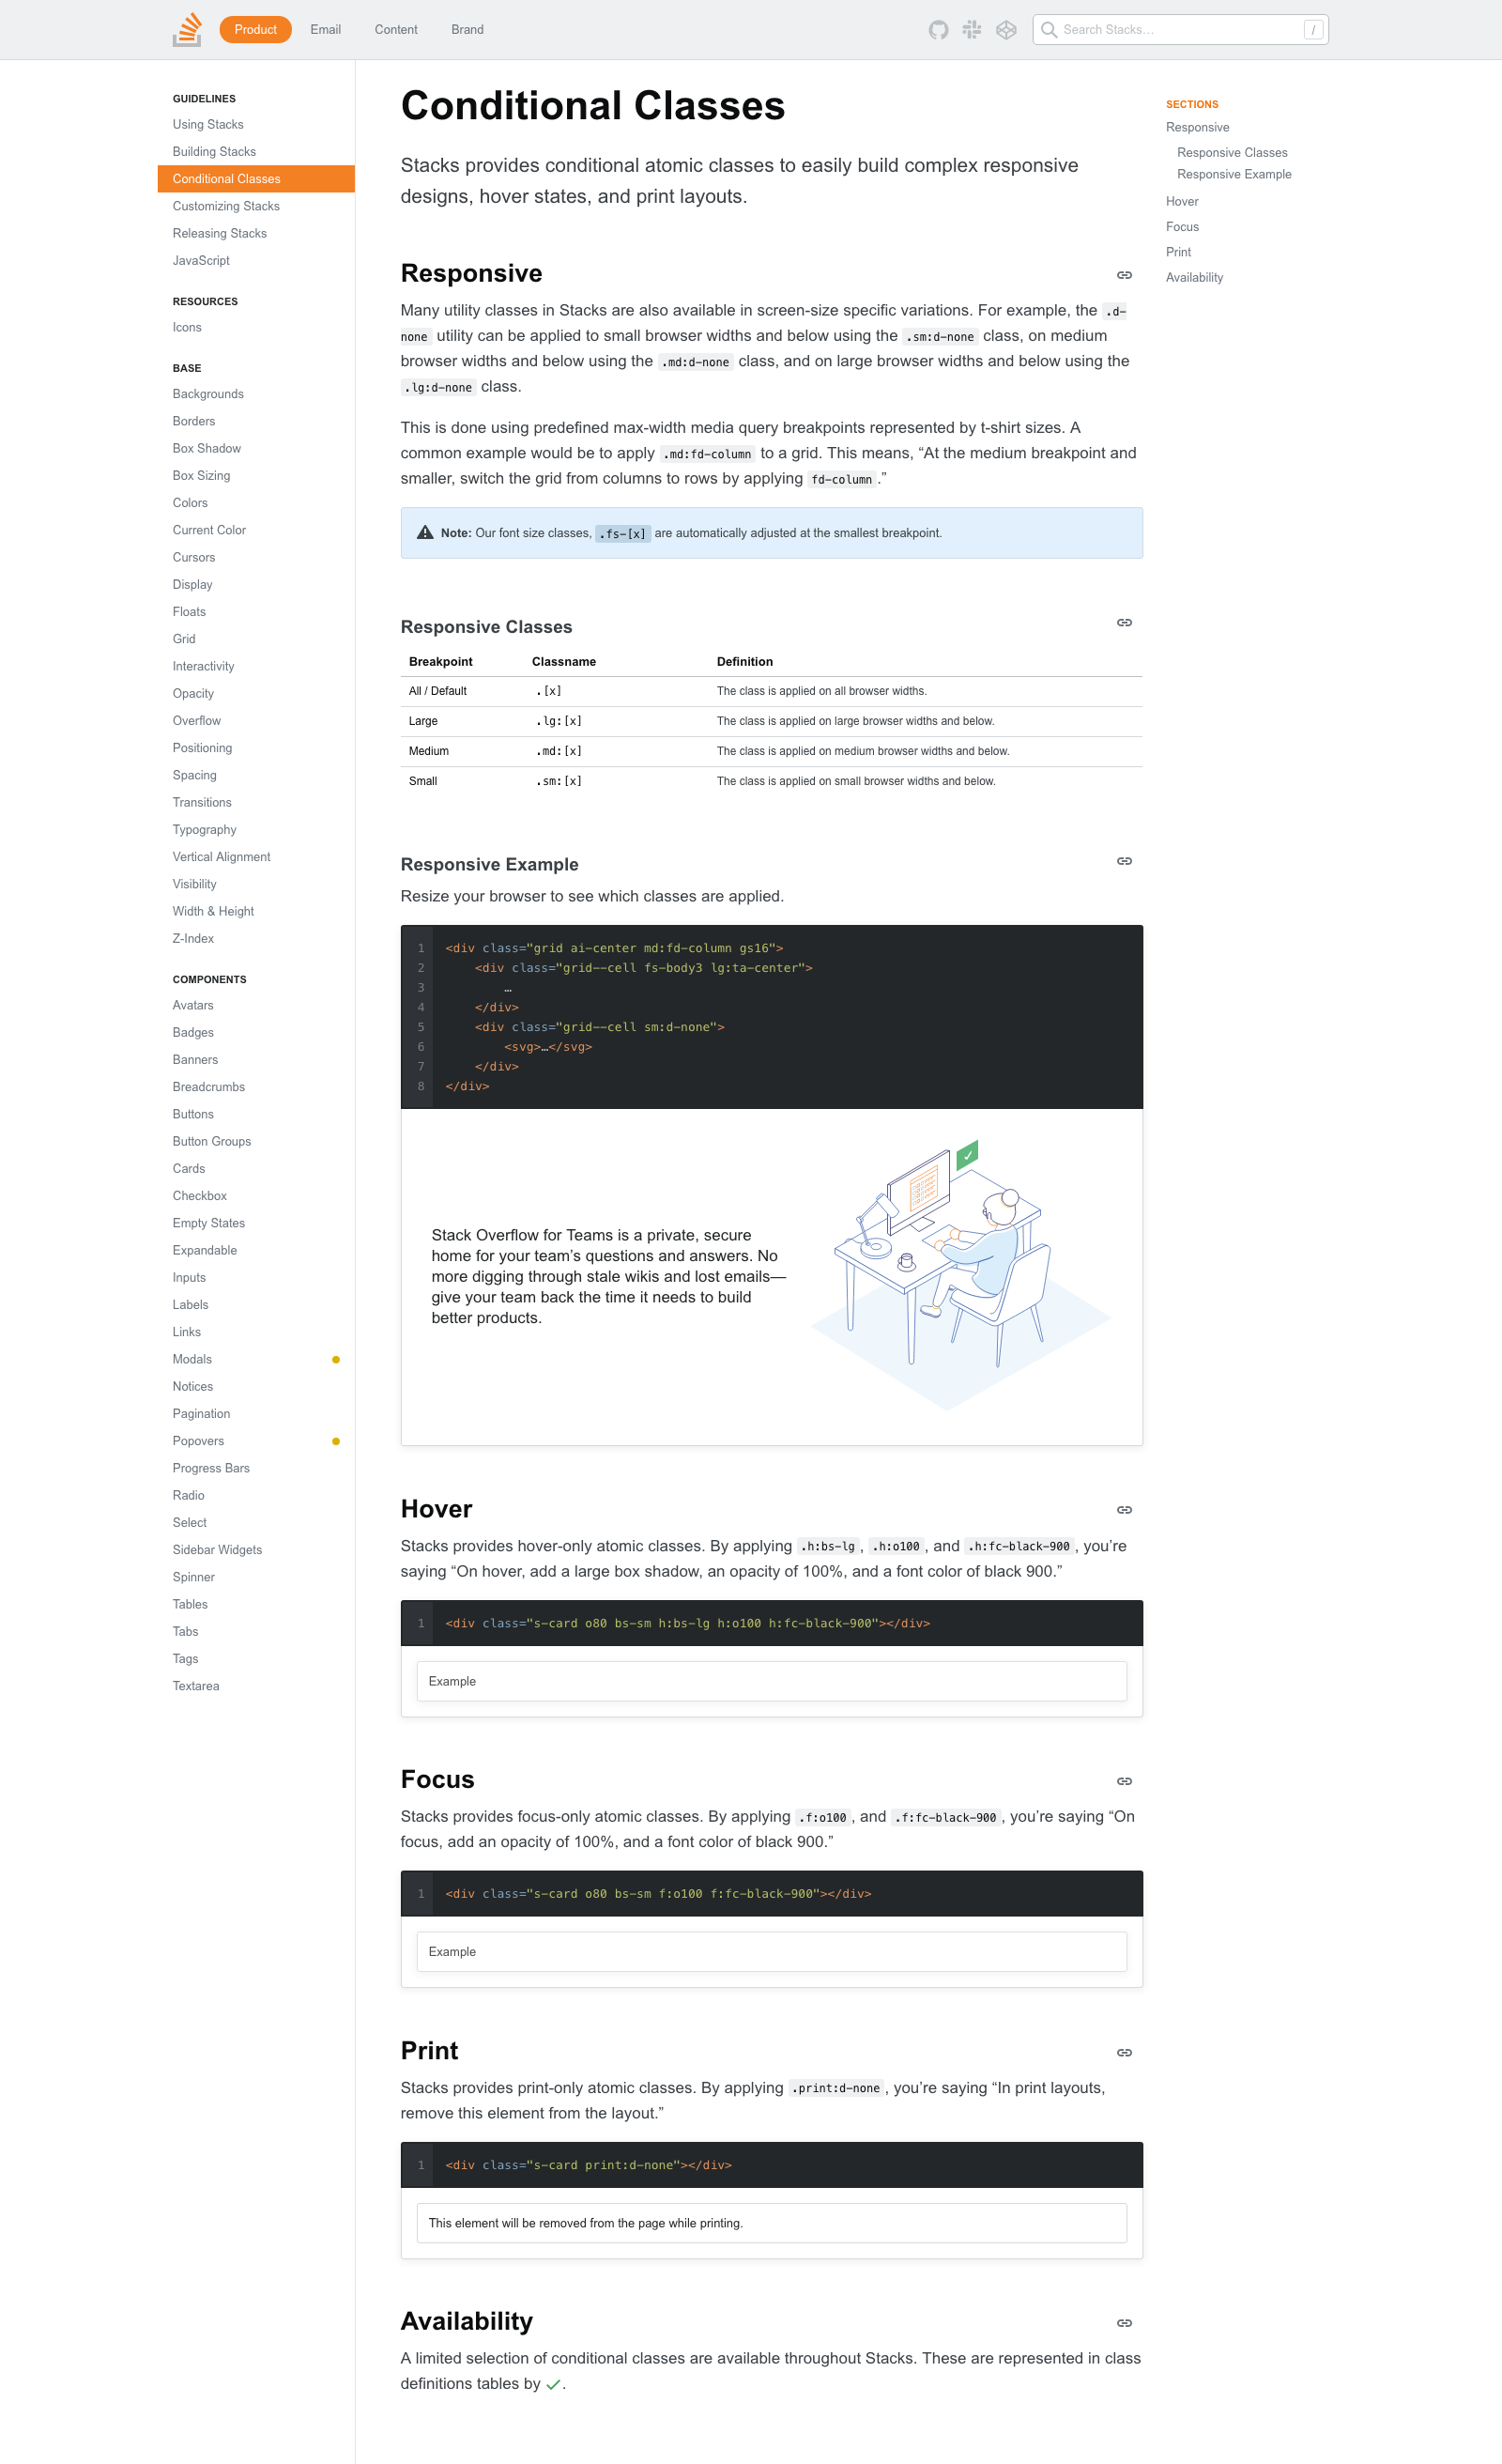 Product Email Content Brand
Search Stacks… /
GUIDELINES
Using Stacks
Building Stacks
Conditional Classes
Customizing Stacks
Releasing Stacks
JavaScript
RESOURCES
Icons
BASE
Backgrounds
Borders
Box Shadow
Box Sizing
Colors
Current Color
Cursors
Display
Floats
Grid
Interactivity
Opacity
Overflow
Positioning
Spacing
Transitions
Typography
Vertical Alignment
Visibility
Width & Height
Z-Index
COMPONENTS
Avatars
Badges
Banners
Breadcrumbs
Buttons
Button Groups
Cards
Checkbox
Empty States
Expandable
Inputs
Labels
Links
Modals
Notices
Pagination
Popovers
Progress Bars
Radio
Select
Sidebar Widgets
Spinner
Tables
Tabs
Tags
Textarea
Conditional Classes
Stacks provides conditional atomic classes to easily build complex responsive
designs, hover states, and print layouts.
Responsive
Many utility classes in Stacks are also available in screen-size specific variations. For example, the .d-
none utility can be applied to small browser widths and below using the .sm:d-none class, on medium
browser widths and below using the .md:d-none class, and on large browser widths and below using the
.lg:d-none class.
This is done using predefined max-width media query breakpoints represented by t-shirt sizes. A
common example would be to apply .md:fd-column to a grid. This means, “At the medium breakpoint and
smaller, switch the grid from columns to rows by applying fd-column.”
Note: Our font size classes, .fs-[x] are automatically adjusted at the smallest breakpoint.
Responsive Classes
Breakpoint Classname Definition
All / Default .[x] The class is applied on all browser widths.
Large .lg:[x] The class is applied on large browser widths and below.
Medium .md:[x] The class is applied on medium browser widths and below.
Small .sm:[x] The class is applied on small browser widths and below.
Responsive Example
Resize your browser to see which classes are applied.
1 <div class="grid ai-center md:fd-column gs16">
2 <div class="grid--cell fs-body3 lg:ta-center">
3 …
4 </div>
5 <div class="grid--cell sm:d-none">
6 <svg>…</svg>
7 </div>
8 </div>
Stack Overflow for Teams is a private, secure
home for your team’s questions and answers. No
more digging through stale wikis and lost emails—
give your team back the time it needs to build
better products.
Hover
Stacks provides hover-only atomic classes. By applying .h:bs-lg, .h:o100, and .h:fc-black-900, you’re
saying “On hover, add a large box shadow, an opacity of 100%, and a font color of black 900.”
1 <div class="s-card o80 bs-sm h:bs-lg h:o100 h:fc-black-900"></div>
Example
Focus
Stacks provides focus-only atomic classes. By applying .f:o100, and .f:fc-black-900, you’re saying “On
focus, add an opacity of 100%, and a font color of black 900.”
1 <div class="s-card o80 bs-sm f:o100 f:fc-black-900"></div>
Example
Print
Stacks provides print-only atomic classes. By applying .print:d-none, you’re saying “In print layouts,
remove this element from the layout.”
1 <div class="s-card print:d-none"></div>
This element will be removed from the page while printing.
Availability
A limited selection of conditional classes are available throughout Stacks. These are represented in class
definitions tables by ✓.
SECTIONS
Responsive
Responsive Classes
Responsive Example
Hover
Focus
Print
Availability